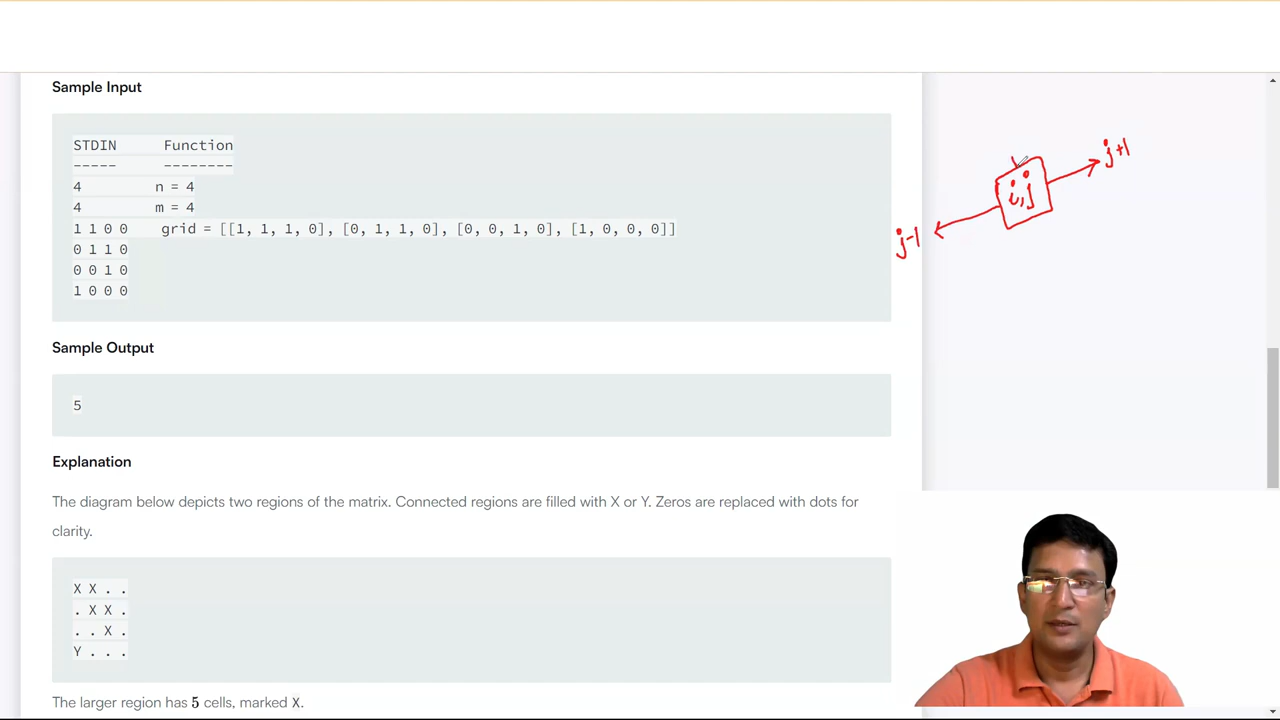 Sample Input
STDIN Function
----- --------
4 n = 4
4 m = 4
1 1 0 0 grid = [[1, 1, 1, 0], [0, 1, 1, 0], [0, 0, 1, 0], [1, 0, 0, 0]]
0 1 1 0
0 0 1 0
1 0 0 0
j+1
i,j
j-1
Sample Output
5
Explanation
The diagram below depicts two regions of the matrix. Connected regions are filled with X or Y. Zeros are replaced with dots for
clarity.
X X . .
. X X .
. . X .
Y . . .
The larger region has 5 cells, marked X.